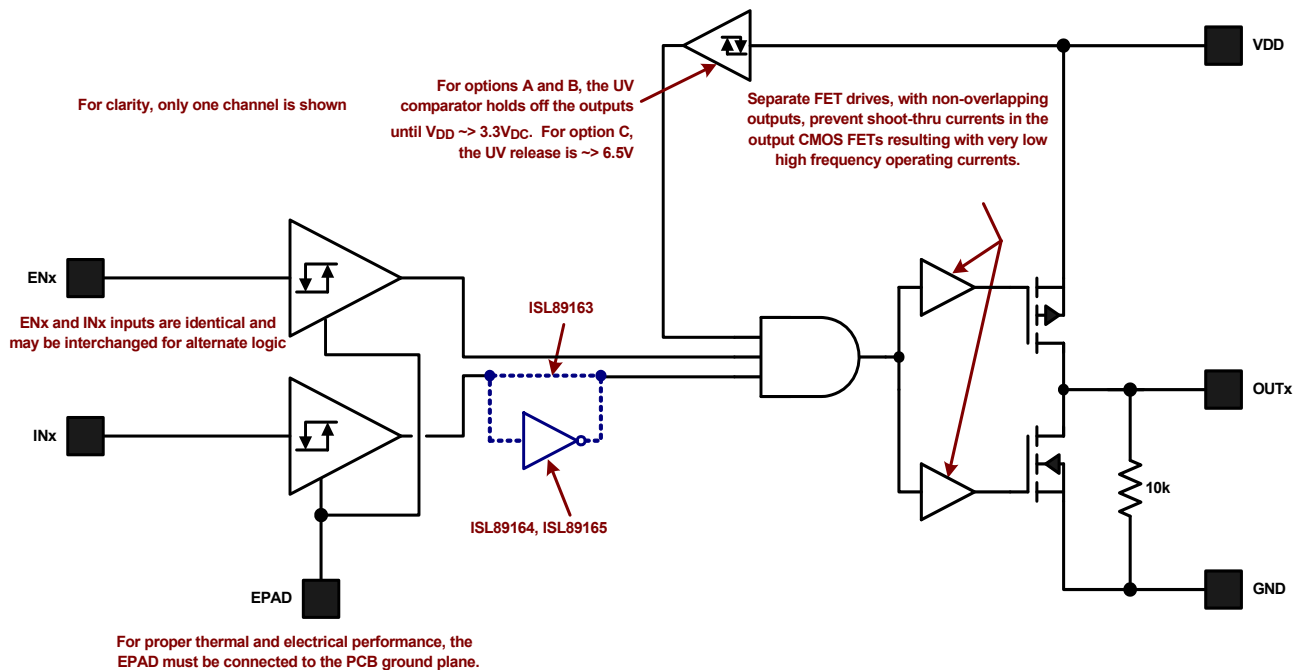 VDD
For clarity, only one channel is shown
For options A and B, the UV
comparator holds off the outputs
until VDD ~> 3.3VDC. For option C,
the UV release is ~> 6.5V
Separate FET drives, with non-overlapping
outputs, prevent shoot-thru currents in the
output CMOS FETs resulting with very low
high frequency operating currents.
ENx
ENx and INx inputs are identical and
may be interchanged for alternate logic
ISL89163
INx
OUTx
ISL89164, ISL89165
10k
EPAD
GND
For proper thermal and electrical performance, the
EPAD must be connected to the PCB ground plane.